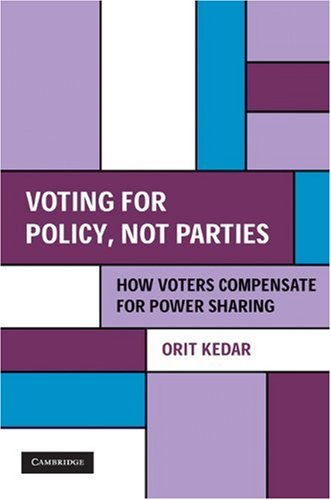 VOTING FOR
POLICY, NOT PARTIES
HOW VOTERS COMPENSATE
FOR POWER SHARING
ORIT KEDAR
CAMBRIDGE